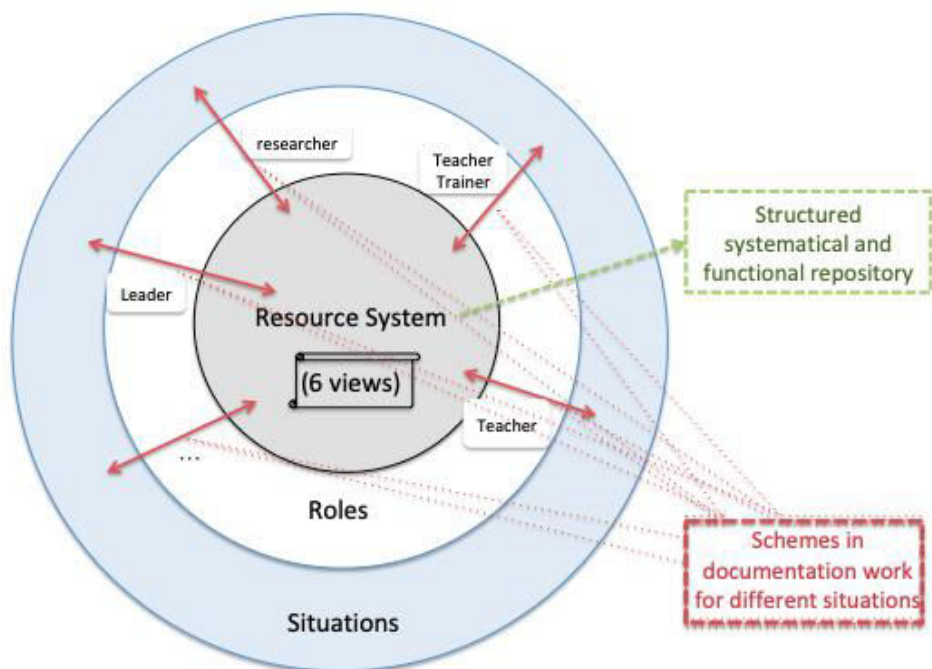 researcher
Teacher
Trainer
Structured
systematical and
functional repository
Leader
Resource System
(6 views)
Teacher
...
Roles
Schemes in
documentation work
for different situations
Situations